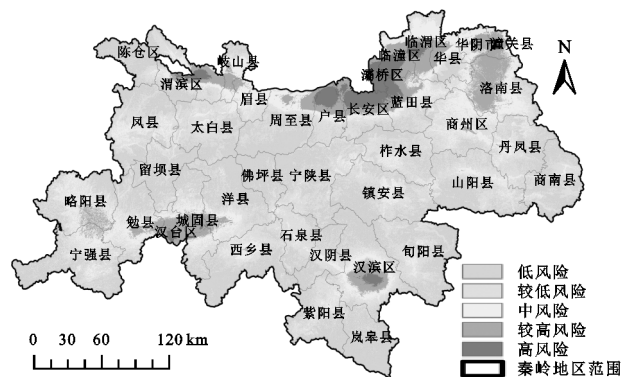 临渭区
陈仓区
岐山县
临潼区
华阴市
潼关县
华县
N
渭滨区
灞桥区
眉县
洛南县
户县
长安区
蓝田县
凤县
太白县
周至县
商州区
柞水县
丹凤县
留坝县
佛坪县
宁陕县
略阳县
洋县
镇安县
山阳县
商南县
勉县
城固县
汉台区
石泉县
宁强县
西乡县
汉阴县
汉滨区
旬阳县
紫阳县
岚皋县
低风险
较低风险
中风险
较高风险
高风险
秦岭地区范围
0 30 60 120 km